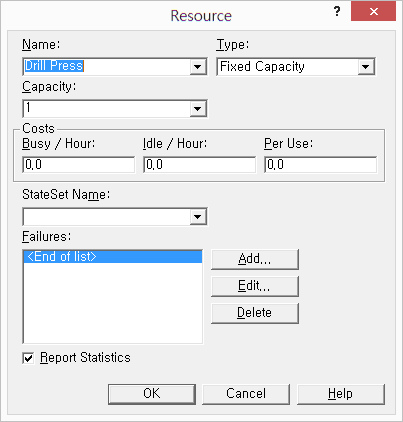 Resource
? ×
Name: Type:
Drill Press Fixed Capacity
Capacity:
1
Costs
Busy / Hour: Idle / Hour: Per Use:
0,0 0,0 0,0
StateSet Name:
Failures:
<End of list>
Add,,,
Edit,,,
Delete
Report Statistics
OK Cancel Help